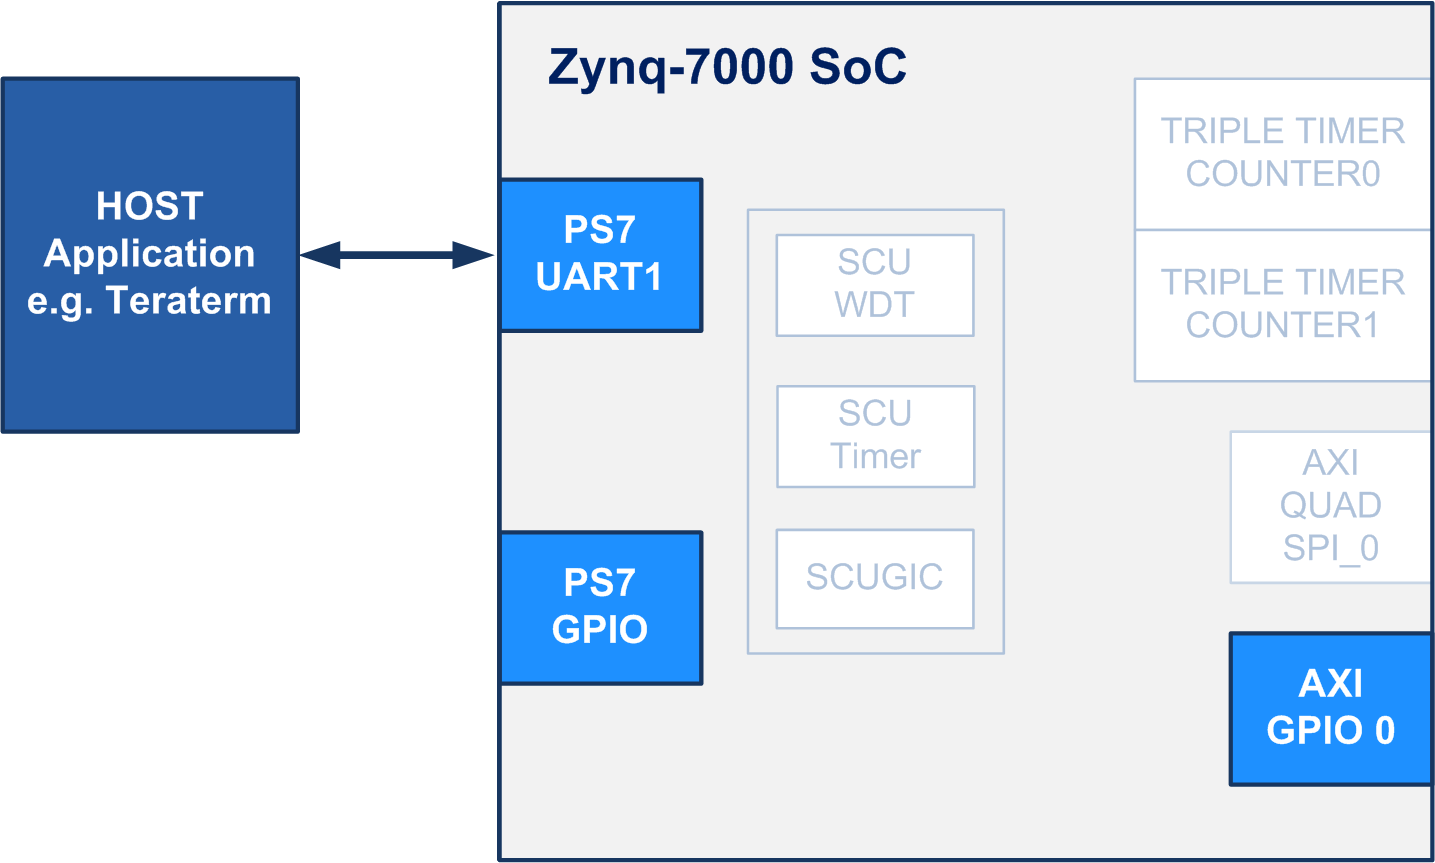 Zynq-7000 SoC
HOST
Application
e.g. Teraterm
PS7
UART1
PS7
GPIO
SCU
WDT
SCU
Timer
SCUGIC
TRIPLE TIMER
COUNTER0
TRIPLE TIMER
COUNTER1
AXI
QUAD
SPI_0
AXI
GPIO 0